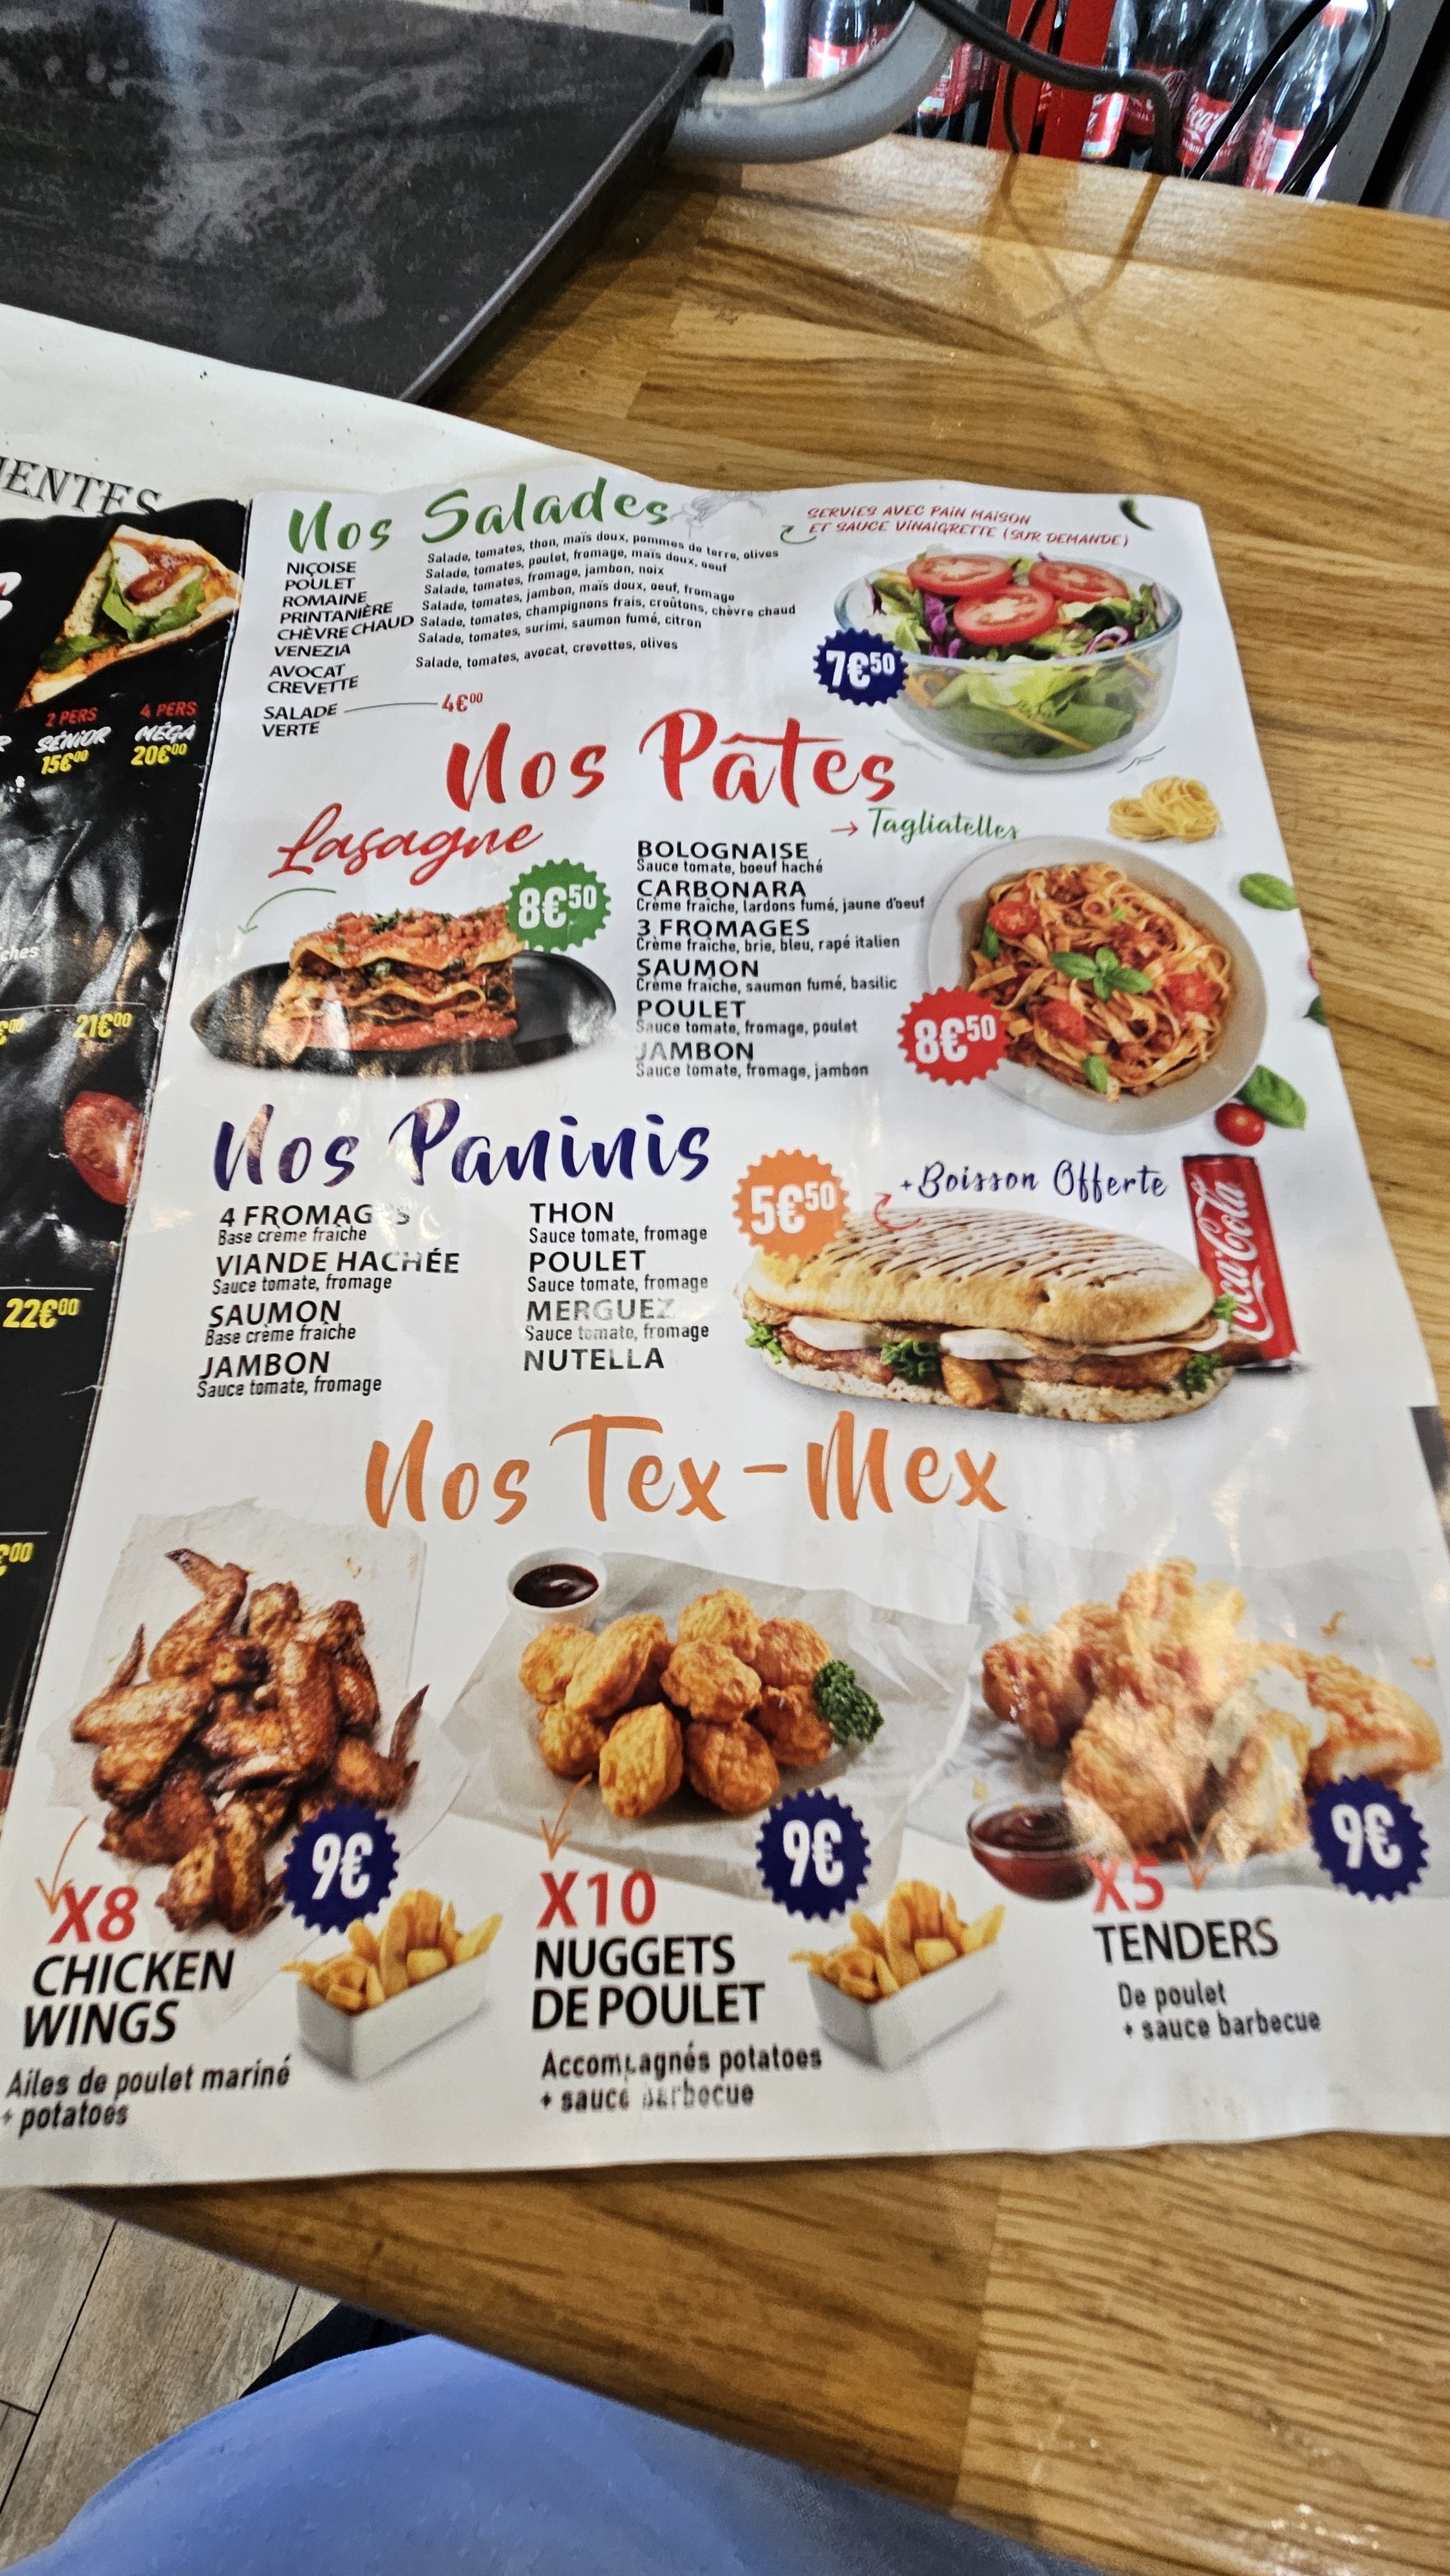 IENTES
2 PERS
4 PERS
SÉNIOR
MÉGA
15€00
20€00
ches
21€00
22€00
€00
Nos Salades
SERVIES AVEC PAIN MAISON
ET SAUCE VINAIGRETTE (SUR DEMANDE)
NIÇOISE
Salade, tomates, thon, maïs doux, pommes de terre, olives
POULET
Salade, tomates, poulet, fromage, maïs doux, oeuf
ROMAINE
Salade, tomates, fromage, jambon, noix
PRINTANIÈRE
Salade, tomates, jambon, maïs doux, oeuf, fromage
CHÈVRE CHAUD
Salade, tomates, champignons frais, croûtons, chèvre chaud
VENEZIA
Salade, tomates, surimi, saumon fumé, citron
AVOCAT
CREVETTE
Salade, tomates, avocat, crevettes, olives
SALADE
VERTE
4€00
7€50
Nos Pâtes
Lasagne
8€50
Tagliatelles
BOLOGNAISE
Sauce tomate, boeuf haché
CARBONARA
Crème fraîche, lardons fumé, jaune d'oeuf
3 FROMAGES
Crème fraîche, brie, bleu, rapé italien
SAUMON
Crème fraîche, saumon fumé, basilic
POULET
Sauce tomate, fromage, poulet
JAMBON
Sauce tomate, fromage, jambon
8€50
Nos Paninis
5€50
+ Boisson Offerte
Coca-Cola
4 FROMAGES
Base crème fraîche
VIANDE HACHÉE
Sauce tomate, fromage
SAUMON
Base crème fraîche
JAMBON
Sauce tomate, fromage
THON
Sauce tomate, fromage
POULET
Sauce tomate, fromage
MERGUEZ
Sauce tomate, fromage
NUTELLA
Nos Tex-Mex
9€
X8
CHICKEN
WINGS
Ailes de poulet mariné
+ potatoes
9€
X10
NUGGETS
DE POULET
Accompagnés potatoes
+ sauce barbecue
9€
X5
TENDERS
De poulet
+ sauce barbecue